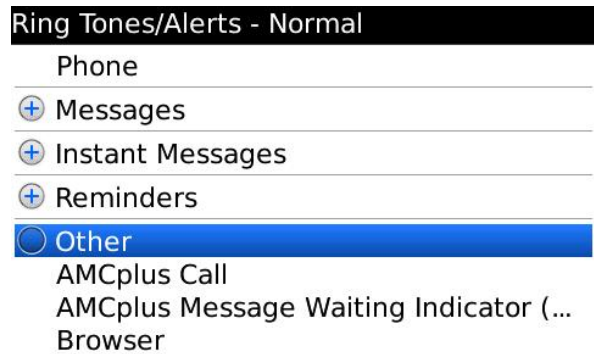 Ring Tones/Alerts - Normal
Phone
Messages
Instant Messages
Reminders
Other
AMCplus Call
AMCplus Message Waiting Indicator (...
Browser